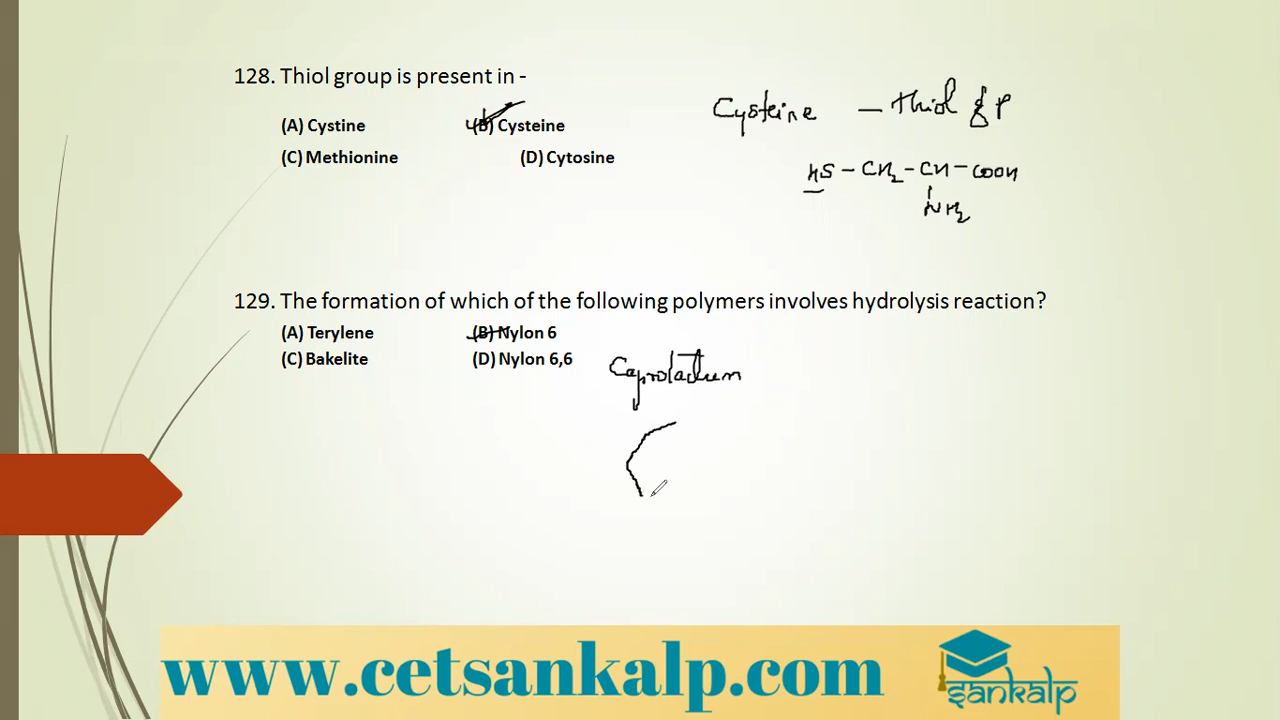 128. Thiol group is present in -
(A) Cystine (B) Cysteine
(C) Methionine (D) Cytosine
Cysteine – thiol gp
HS – CH2 – CH – COOH
NH2
129. The formation of which of the following polymers involves hydrolysis reaction?
(A) Terylene (B) Nylon 6
(C) Bakelite (D) Nylon 6,6
Caprolactum
www.cetsankalp.com
sankalp